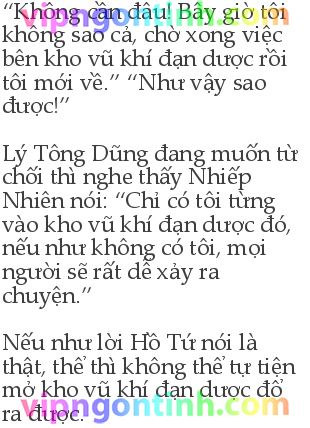 “Không cần đâu! Bây giờ tôi
không sao cả, chờ xong việc
bên kho vũ khí đạn dược rồi
tôi mới về.” “Như vậy sao
được!”
Lý Tông Dũng đang muốn từ
chối thì nghe thấy Nhiếp
Nhiên nói: “Chỉ có tôi từng
vào kho vũ khí đạn dược đó,
nếu như không có tôi, mọi
người sẽ rất dễ xảy ra
chuyện.”
Nếu như lời Hồ Tứ nói là
thật, thế thì không thể tự tiện
mở kho vũ khí đạn dược đổ
ra được.
vipngontinh.com
vipngontinh.com